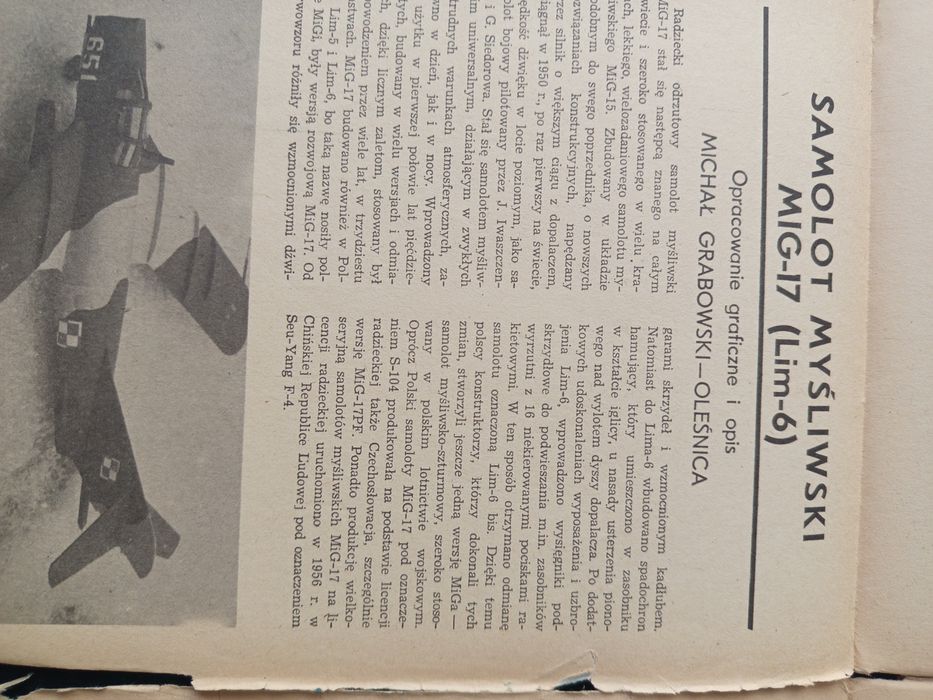 SAMOLOT MYŚLIWSKI
MIG-17 (Lim-6)
Opracowanie graficzne i opis
MICHAŁ GRABOWSKI—OLEŚNICA
Radziecki odrzutowy samolot myśliwski
MiG-17 stał się następcą znanego na całym
świecie i szeroko stosowanego w wielu kra-
jach, lekkiego, wielozadaniowego samolotu my-
śliwskiego MiG-15. Zbudowany w układzie
podobnym do swego poprzednika, o nowszych
rozwiązaniach konstrukcyjnych, napędzany
przez silnik o większym ciągu z dopalaczem,
osiągnął w 1950 r., po raz pierwszy na świecie,
prędkość dźwięku w locie poziomym, jako sa-
molot bojowy pilotowany przez J. Iwaszczen-
i G. Siedorowa. Stał się samolotem myśliw-
skim uniwersalnym, działającym w zwykłych
trudnych warunkach atmosferycznych, za-
równo w dzień, jak i w nocy. Wprowadzony
użytku w pierwszej połowie lat pięćdzie-
siątych, budowany w wielu wersjach i odmia-
nach, dzięki licznym zaletom, stosowany był
powodzeniem przez wiele lat, w trzydziestu
państwach. MiG-17 budowano również w Pol-
Lim-5 i Lim-6, bo taką nazwę nosiły pol-
skie MiGi, były wersją rozwojową MiG-17. Od
pierwowzoru różniły się wzmocnionymi dźwi-
garami skrzydeł i wzmocnionym kadłubem.
Natomiast do Lima-6 wbudowano spadochron
hamujący, który umieszczono w zasobniku
w kształcie iglicy, u nasady usterzenia piono-
wego nad wylotem dyszy dopalacza. Po dodat-
kowych udoskonaleniach wyposażenia i uzbro-
jenia Lim-6, wprowadzono wysięgniki pod-
skrzydłowe do podwieszania m.in. zasobników
wyrzutni z 16 niekierowanymi pociskami ra-
kietowymi. W ten sposób otrzymano odmianę
samolotu oznaczoną Lim-6 bis. Dzięki temu
polscy konstruktorzy, którzy dokonali tych
zmian, stworzyli jeszcze jedną wersję MiGa —
samolot myśliwsko-szturmowy, szeroko stoso-
wany w polskim lotnictwie wojskowym.
Oprócz Polski samoloty MiG-17 pod oznacze-
niem S-104 produkowała na podstawie licencji
radzieckiej także Czechosłowacja, szczególnie
wersję MiG-17PF. Ponadto produkcję wielko-
seryjną samolotów myśliwskich MiG-17 na li-
cencji radzieckiej uruchomiono w 1956 r. w
Chińskiej Republice Ludowej pod oznaczeniem
Seu-Yang F-4.
651